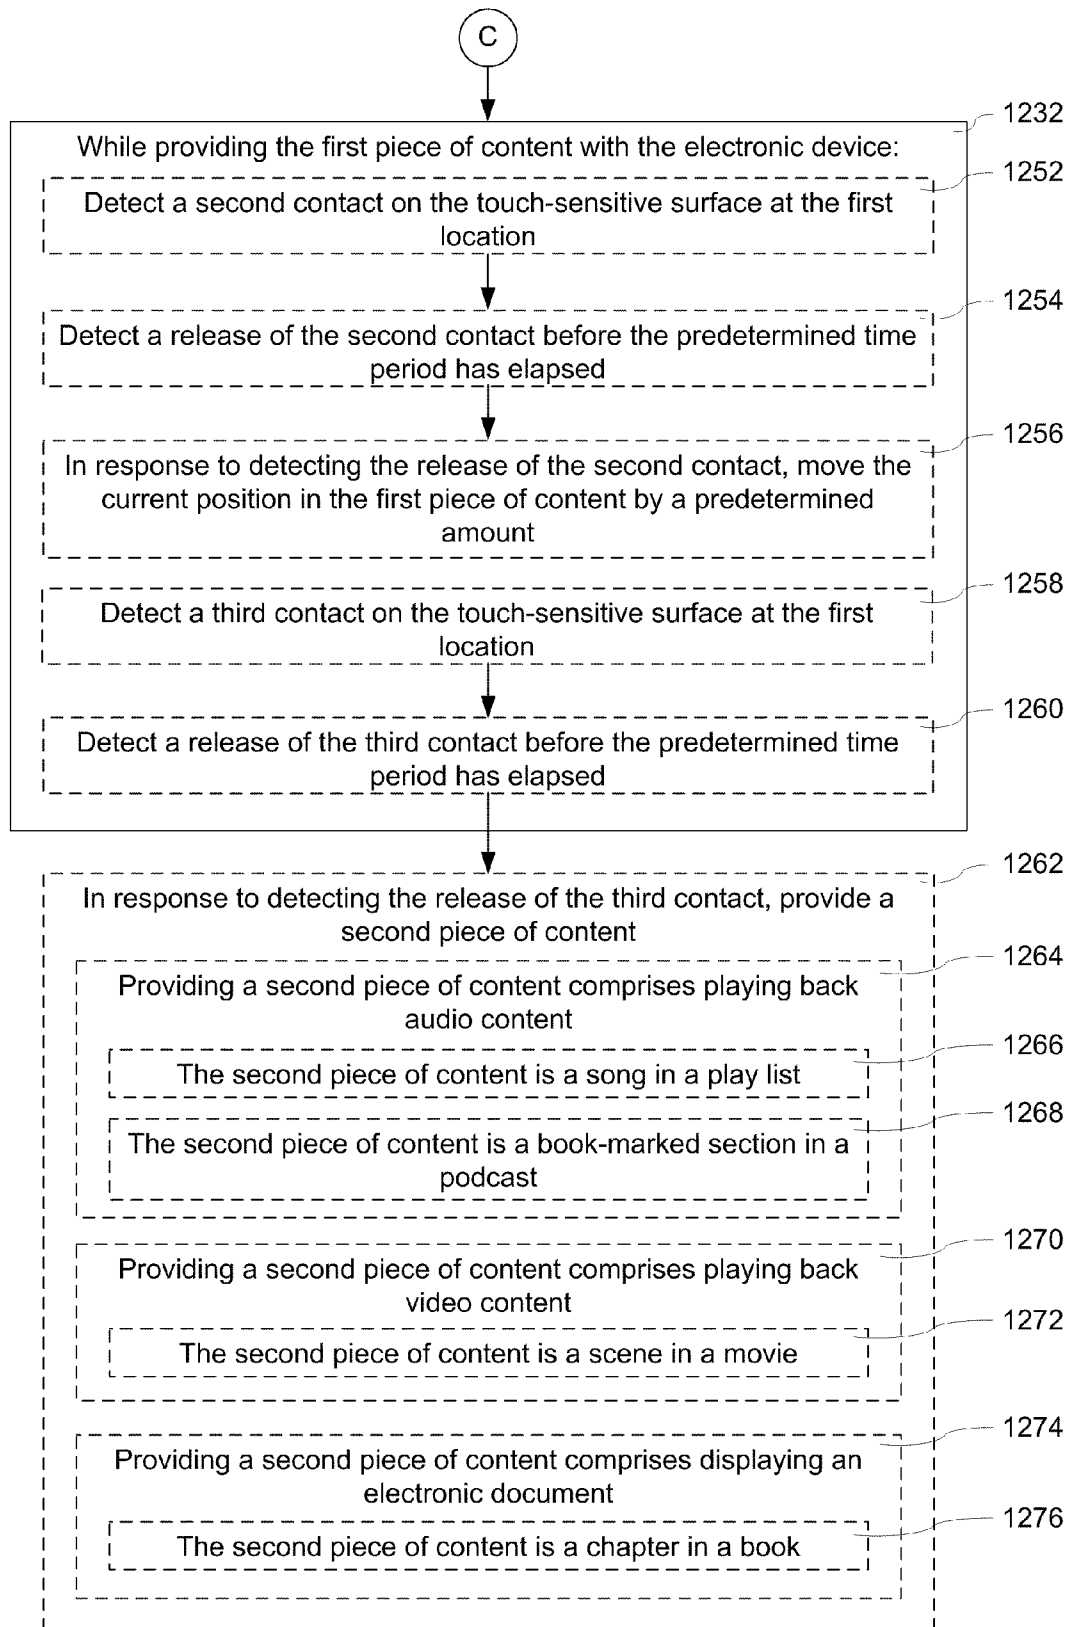 C
1232
While providing the first piece of content with the electronic device:
1252
Detect a second contact on the touch-sensitive surface at the first
location
1254
Detect a release of the second contact before the predetermined time
period has elapsed
1256
In response to detecting the release of the second contact, move the
current position in the first piece of content by a predetermined
amount
1258
Detect a third contact on the touch-sensitive surface at the first
location
1260
Detect a release of the third contact before the predetermined time
period has elapsed
1262
In response to detecting the release of the third contact, provide a
second piece of content
1264
Providing a second piece of content comprises playing back
audio content
1266
The second piece of content is a song in a play list
1268
The second piece of content is a book-marked section in a
podcast
1270
Providing a second piece of content comprises playing back
video content
1272
The second piece of content is a scene in a movie
1274
Providing a second piece of content comprises displaying an
electronic document
1276
The second piece of content is a chapter in a book